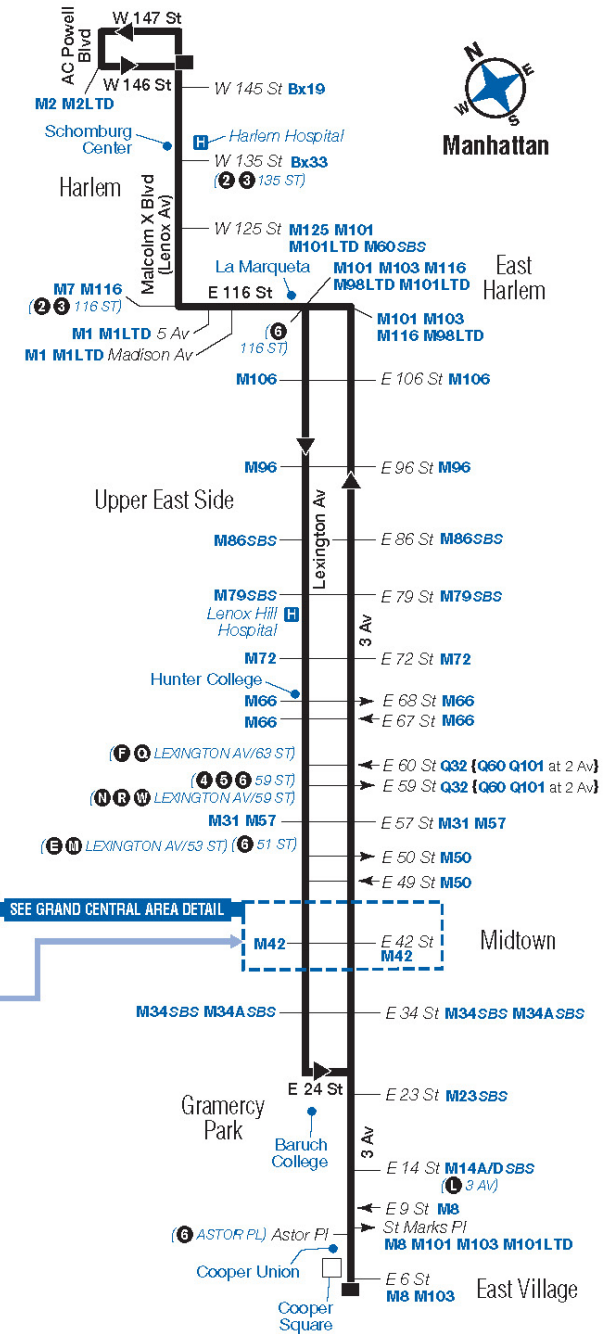 W 147 St
AC Powell
Blvd
W 146 St
M2 M2LTD
W 145 St Bx19
N
E
W
S
Manhattan
Schomburg
Center
H Harlem Hospital
W 135 St Bx33
(2 3 135 ST)
Harlem
Malcolm X Blvd
(Lenox Av)
W 125 St M125 M101
M101LTD M60SBS
La Marqueta
M101 M103 M116
M98LTD M101LTD
East
Harlem
M7 M116
(2 3 116 ST)
E 116 St
M1 M1LTD 5 Av
M1 M1LTD Madison Av
(6
116 ST)
M101 M103
M116 M98LTD
M106
E 106 St M106
M96
E 96 St M96
Upper East Side
Lexington Av
M86SBS
E 86 St M86SBS
M79SBS
E 79 St M79SBS
Lenox Hill H
Hospital
3 Av
M72
E 72 St M72
Hunter College
M66
E 68 St M66
M66
E 67 St M66
(F Q LEXINGTON AV/63 ST)
E 60 St Q32 {Q60 Q101 at 2 Av}
(4 5 6 59 ST)
E 59 St Q32 {Q60 Q101 at 2 Av}
(N R W LEXINGTON AV/59 ST)
M31 M57
E 57 St M31 M57
(E M LEXINGTON AV/53 ST) (6 51 ST)
E 50 St M50
E 49 St M50
SEE GRAND CENTRAL AREA DETAIL
M42
E 42 St
M42
Midtown
M34SBS M34ASBS
E 34 St M34SBS M34ASBS
E 24 St
E 23 St M23SBS
Gramercy
Park
Baruch
College
3 Av
E 14 St M14A/DSBS
(L 3 AV)
E 9 St M8
(6 ASTOR PL) Astor Pl
St Marks Pl
M8 M101 M103 M101LTD
Cooper Union
Cooper
Square
E 6 St
M8 M103
East Village